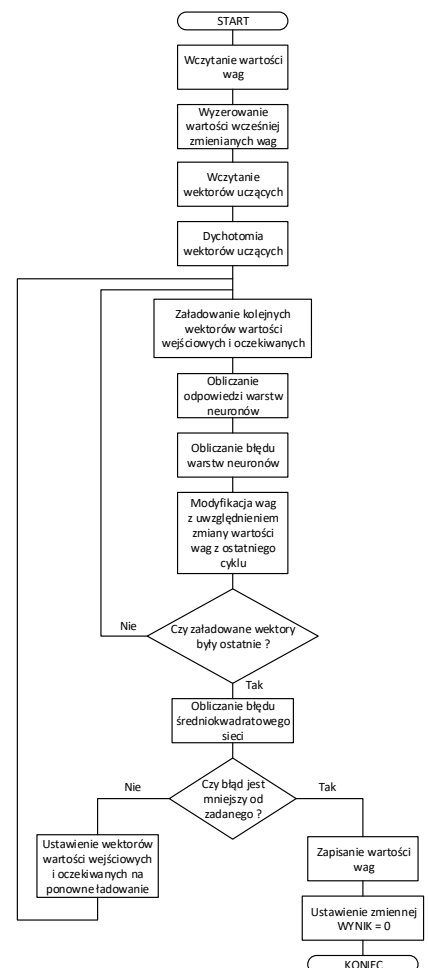 START
Wczytanie wartości
wag
Wyzerowanie
wartości wcześniej
zmienianych wag
Wczytanie
wektorów uczących
Dychotomia
wektorów uczących
Załadowanie kolejnych
wektorów wartości
wejściowych i oczekiwanych
Obliczanie
odpowiedzi warstw
neuronów
Obliczanie błędu
warstw neuronów
Modyfikacja wag
z uwzględnieniem
zmiany wartości
wag z ostatniego
cyklu
Nie
Czy załadowane wektory
były ostatnie ?
Tak
Obliczanie błędu
średniokwadratowego
sieci
Nie
Czy błąd jest
mniejszy od
zadanego ?
Tak
Ustawienie wektorów
wartości wejściowych
i oczekiwanych na
ponowne ładowanie
Zapisanie wartości
wag
Ustawienie zmiennej
WYNIK = 0
KONIEC